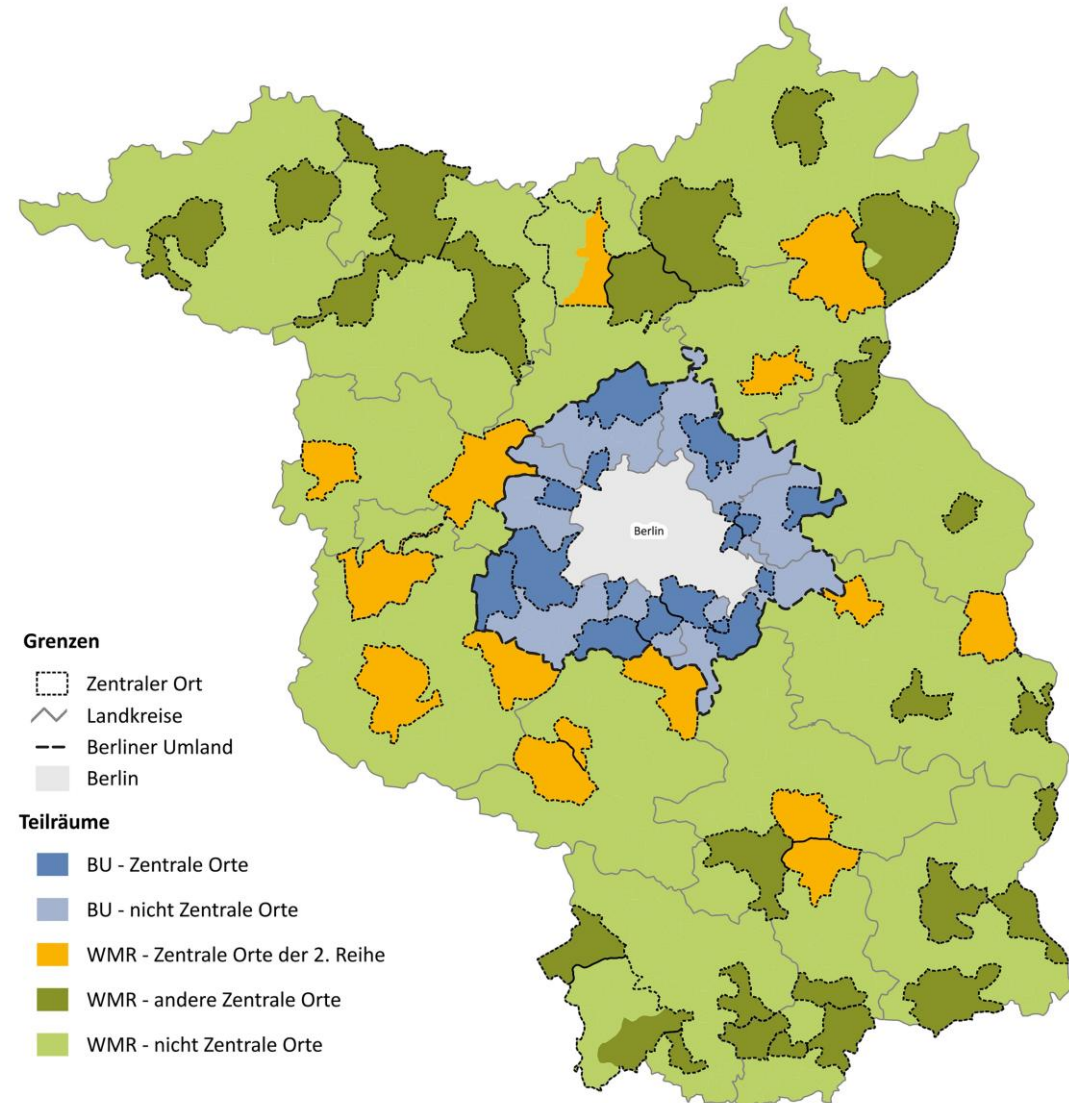 Berlin
Grenzen
Zentraler Ort
Landkreise
Berliner Umland
Berlin
Teilräume
BU - Zentrale Orte
BU - nicht Zentrale Orte
WMR - Zentrale Orte der 2. Reihe
WMR - andere Zentrale Orte
WMR - nicht Zentrale Orte